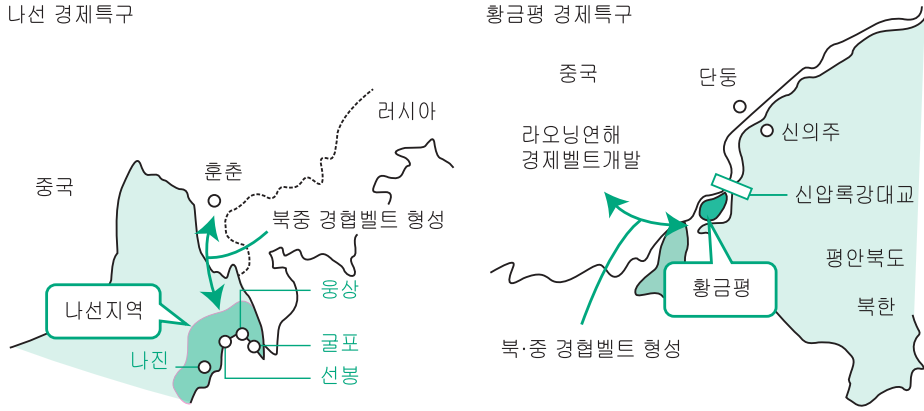 나선 경제특구
러시아
훈춘
중국
북중 경협벨트 형성
나선지역
웅상
굴포
나진
선봉
황금평 경제특구
중국
단둥
신의주
라오닝연해
경제벨트개발
신압록강대교
평안북도
황금평
북한
북·중 경협벨트 형성